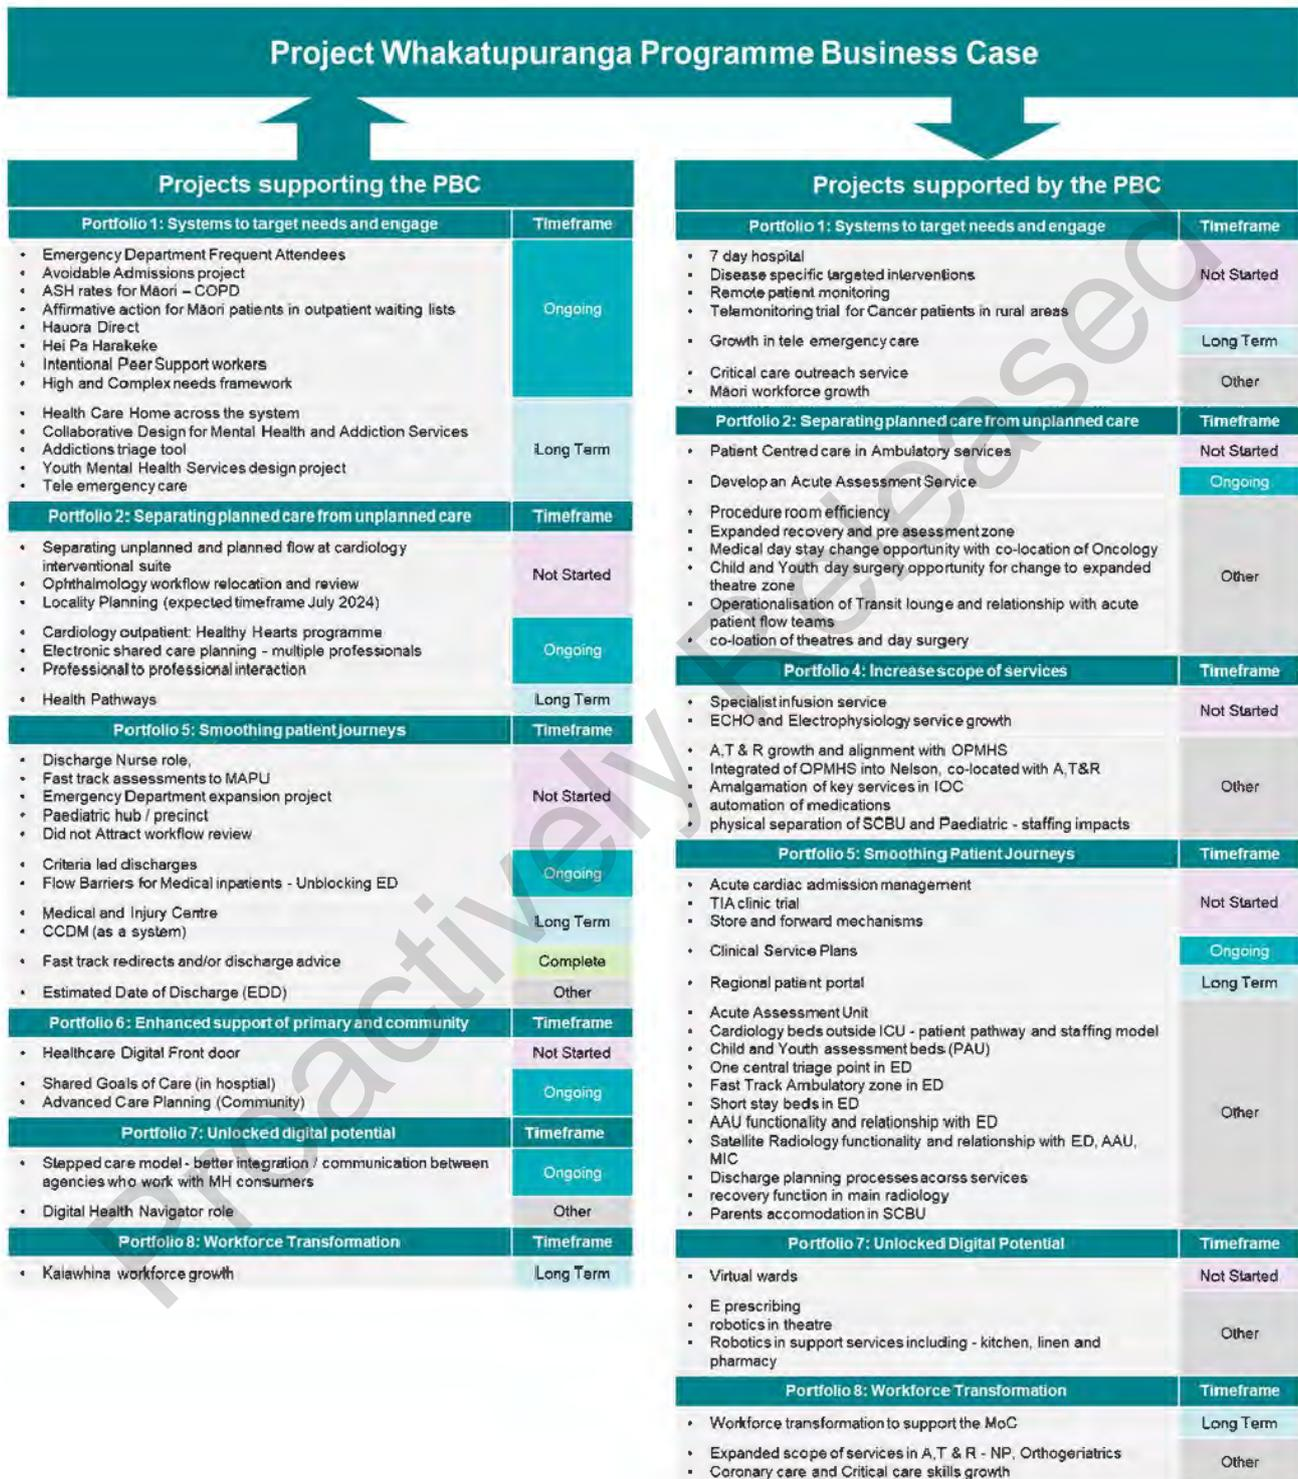 Project Whakatupuranga Programme Business Case
Projects supporting the PBC
Portfolio 1: Systems to target needs and engage
Timeframe
• Emergency Department Frequent Attendees
• Avoidable Admissions project
• ASH rates for Māori – COPD
• Affirmative action for Māori patients in outpatient waiting lists
• Hauora Direct
• Hei Pa Harakeke
• Intentional Peer Support workers
• High and Complex needs framework
Ongoing
• Health Care Home across the system
• Collaborative Design for Mental Health and Addiction Services
• Addictions triage tool
• Youth Mental Health Services design project
• Tele emergency care
Long Term
Portfolio 2: Separating planned care from unplanned care
Timeframe
• Separating unplanned and planned flow at cardiology
interventional suite
• Ophthalmology workflow relocation and review
• Locality Planning (expected timeframe July 2024)
Not Started
• Cardiology outpatient: Healthy Hearts programme
• Electronic shared care planning - multiple professionals
• Professional to professional interaction
Ongoing
• Health Pathways
Long Term
Portfolio 5: Smoothing patient journeys
Timeframe
• Discharge Nurse role,
• Fast track assessments to MAPU
• Emergency Department expansion project
• Paediatric hub / precinct
• Did not Attract workflow review
Not Started
• Criteria led discharges
• Flow Barriers for Medical inpatients - Unblocking ED
Ongoing
• Medical and Injury Centre
• CCDM (as a system)
Long Term
• Fast track redirects and/or discharge advice
Complete
• Estimated Date of Discharge (EDD)
Other
Portfolio 6: Enhanced support of primary and community
Timeframe
• Healthcare Digital Front door
Not Started
• Shared Goals of Care (in hosptial)
• Advanced Care Planning (Community)
Ongoing
Portfolio 7: Unlocked digital potential
Timeframe
• Stepped care model - better integration / communication between
agencies who work with MH consumers
Ongoing
• Digital Health Navigator role
Other
Portfolio 8: Workforce Transformation
Timeframe
• Kaiawhina workforce growth
Long Term
Projects supported by the PBC
Portfolio 1: Systems to target needs and engage
Timeframe
• 7 day hospital
• Disease specific targeted interventions
• Remote patient monitoring
• Telemonitoring trial for Cancer patients in rural areas
Not Started
• Growth in tele emergency care
Long Term
• Critical care outreach service
• Māori workforce growth
Other
Portfolio 2: Separating planned care from unplanned care
Timeframe
• Patient Centred care in Ambulatory services
Not Started
• Develop an Acute Assessment Service
Ongoing
• Procedure room efficiency
• Expanded recovery and pre asessment zone
• Medical day stay change opportunity with co-location of Oncology
• Child and Youth day surgery opportunity for change to expanded
theatre zone
• Operationalisation of Transit lounge and relationship with acute
patient flow teams
• co-loation of theatres and day surgery
Other
Portfolio 4: Increase scope of services
Timeframe
• Specialist infusion service
• ECHO and Electrophysiology service growth
Not Started
• A,T & R growth and alignment with OPMHS
• Integrated of OPMHS into Nelson, co-located with A,T&R
• Amalgamation of key services in IOC
• automation of medications
• physical separation of SCBU and Paediatric - staffing impacts
Other
Portfolio 5: Smoothing Patient Journeys
Timeframe
• Acute cardiac admission management
• TIA clinic trial
• Store and forward mechanisms
Not Started
• Clinical Service Plans
Ongoing
• Regional patient portal
Long Term
• Acute Assessment Unit
• Cardiology beds outside ICU - patient pathway and staffing model
• Child and Youth assessment beds (PAU)
• One central triage point in ED
• Fast Track Ambulatory zone in ED
• Short stay beds in ED
• AAU functionality and relationship with ED
• Satellite Radiology functionality and relationship with ED, AAU,
MIC
• Discharge planning processes acorss services
• recovery function in main radiology
• Parents accomodation in SCBU
Other
Portfolio 7: Unlocked Digital Potential
Timeframe
• Virtual wards
Not Started
• E prescribing
• robotics in theatre
• Robotics in support services including - kitchen, linen and
pharmacy
Other
Portfolio 8: Workforce Transformation
Timeframe
• Workforce transformation to support the MoC
Long Term
• Expanded scope of services in A,T & R - NP, Orthogeriatrics
• Coronary care and Critical care skills growth
Other
Proactively Released